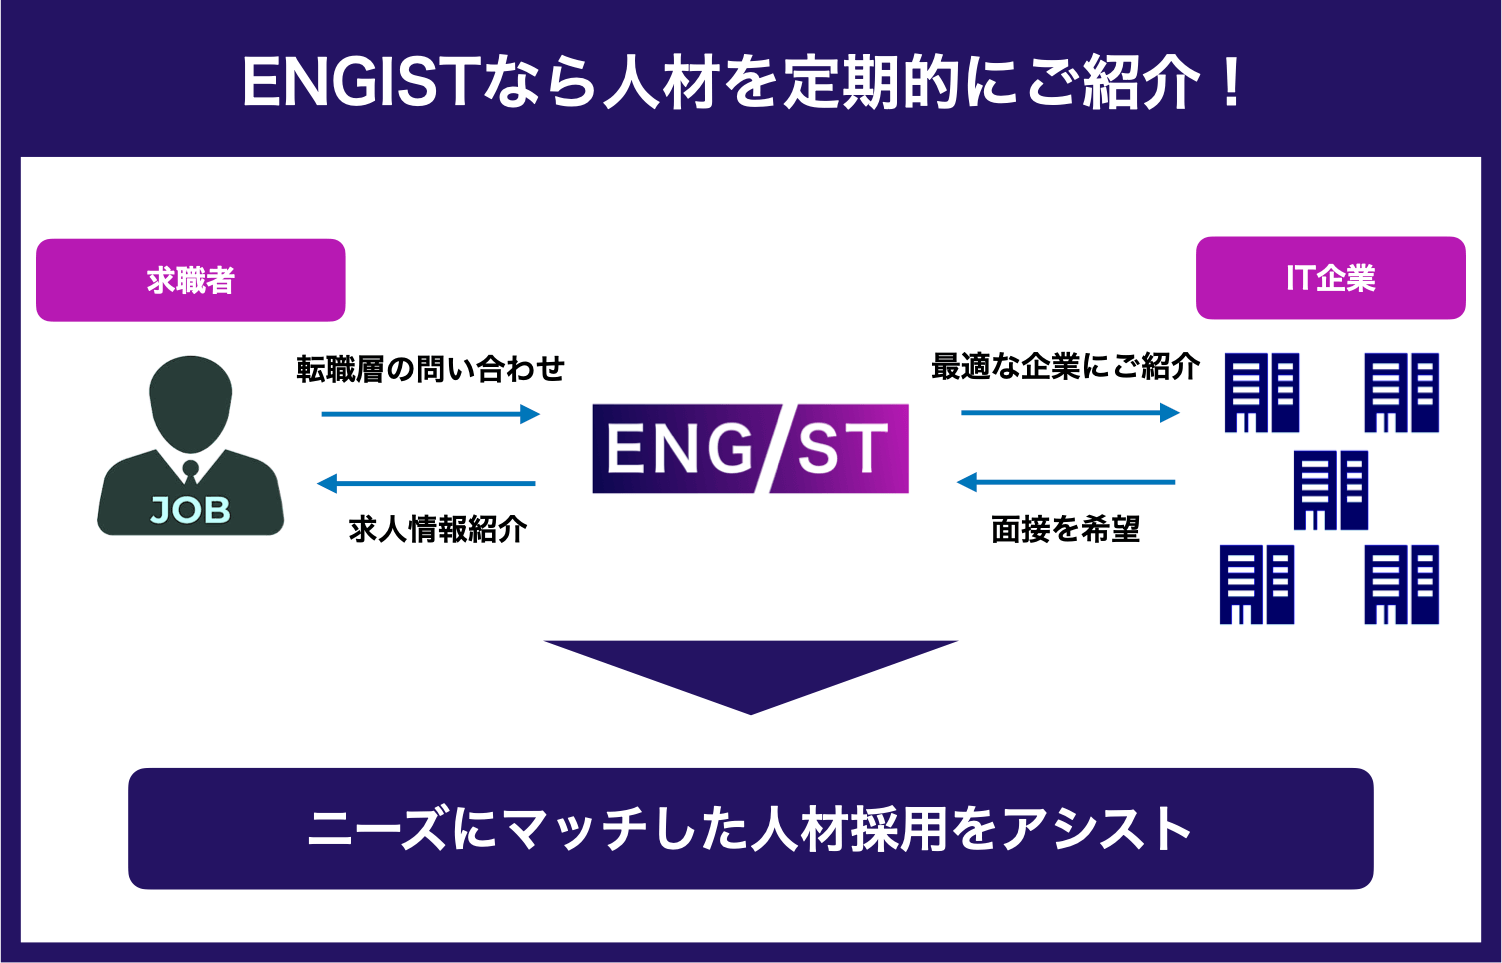 ENGISTなら人材を定期的にご紹介！
求職者
IT企業
転職層の問い合わせ
最適な企業にご紹介
ENG/ST
JOB
求人情報紹介
面接を希望
ニーズにマッチした人材採用をアシスト